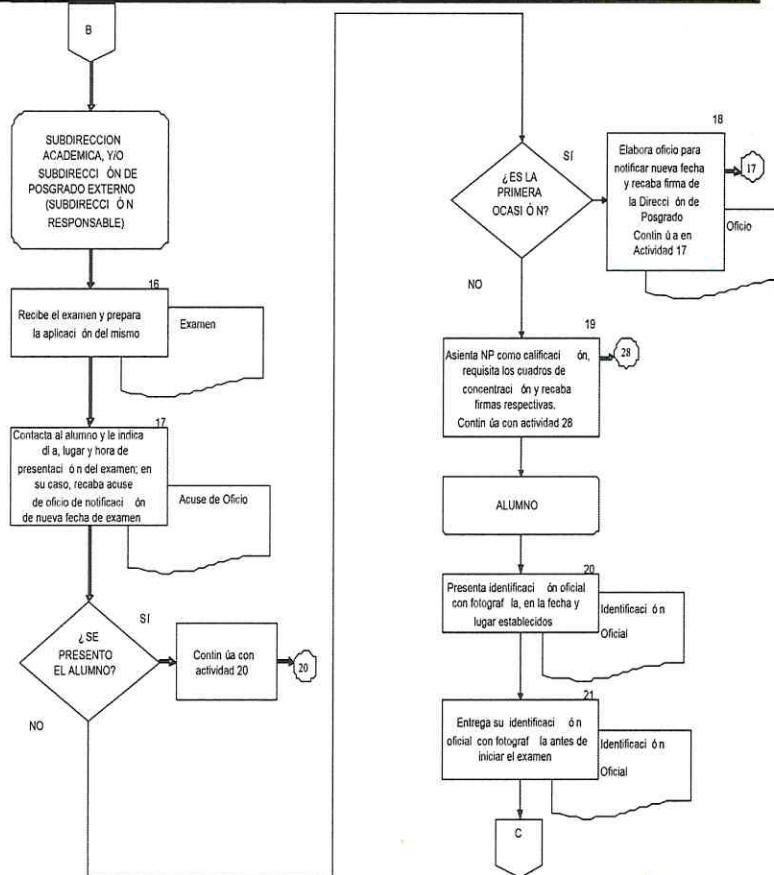 B
SUBDIRECCION
ACADEMICA, Y/O
SUBDIRECCI ÓN DE
POSGRADO EXTERNO
(SUBDIRECCI Ó N
RESPONSABLE)
16
Recibe el examen y prepara
la aplicaci ón del mismo
Examen
17
Contacta al alumno y le indica
dí a, lugar y hora de
presentaci ó n del examen; en
su caso, recaba acuse
de oficio de notificaci ón
de nueva fecha de examen
Acuse de Oficio
¿SE
PRESENTO
EL ALUMNO?
SI
Contin úa con
actividad 20
20
NO
¿ES LA
PRIMERA
OCASI Ó N?
SÍ
18
Elabora oficio para
notificar nueva fecha
y recaba firma de
la Direcci ón de
Posgrado
Contin ú a en
Actividad 17
17
Oficio
NO
19
Asienta NP como calificaci ón,
requisita los cuadros de
concentraci ón y recaba
firmas respectivas.
Contin úa con actividad 28
28
ALUMNO
20
Presenta identificaci ón oficial
con fotograf ía, en la fecha y
lugar establecidos
Identificaci ó n
Oficial
21
Entrega su identificaci ó n
oficial con fotograf ía antes de
iniciar el examen
Identificaci ó n
Oficial
C